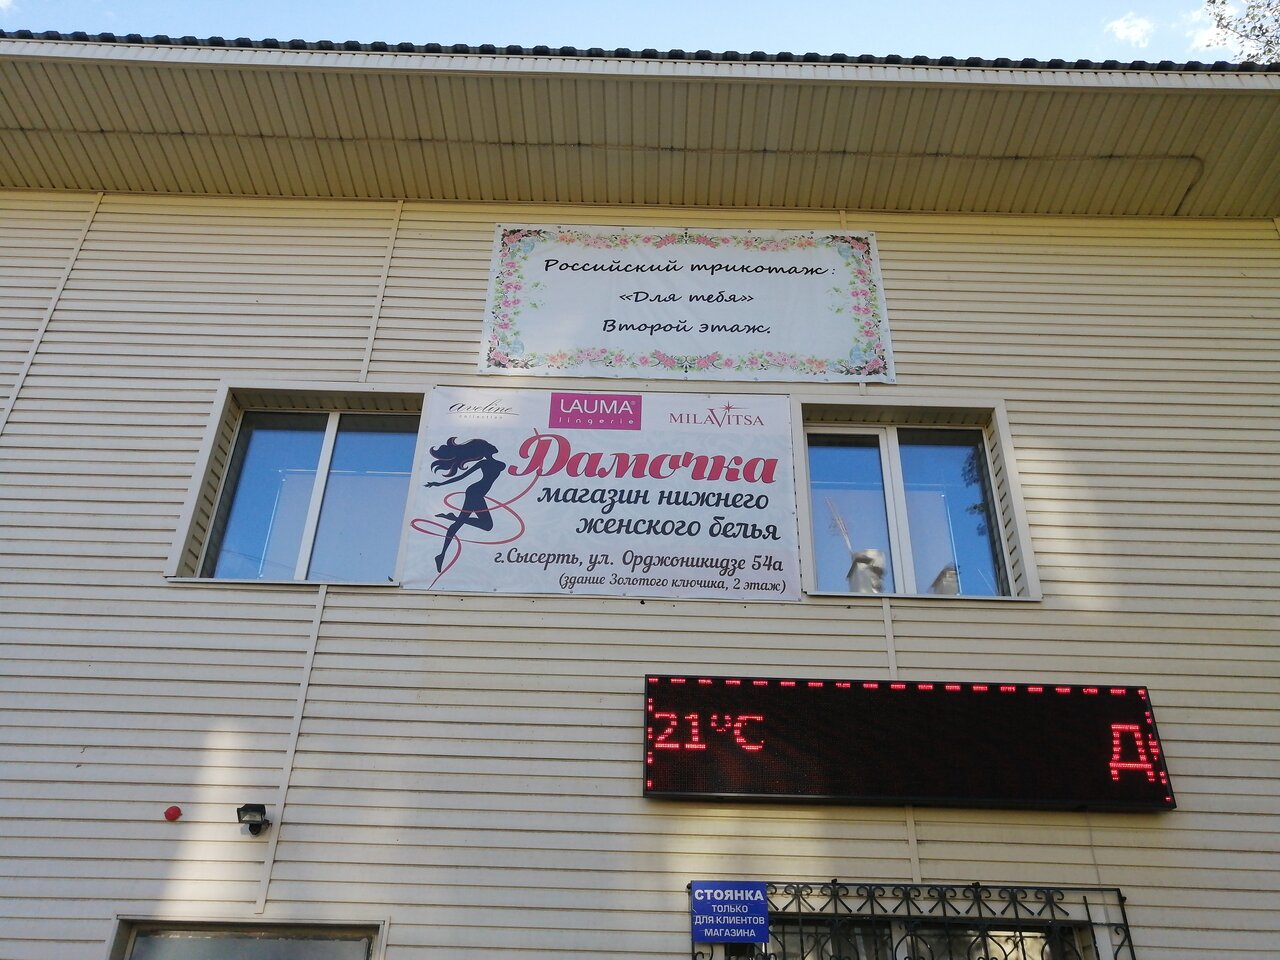 Российский трикотаж:
«Для тебя»
Второй этаж.
aveline
collection
LAUMA®
lingerie
MILAVITSA
Дамочка
магазин нижнего
женского белья
г.Сысерть, ул. Орджоникидзе 54а
(здание Золотого ключика, 2 этаж)
21°C
Д
СТОЯНКА
ТОЛЬКО
ДЛЯ КЛИЕНТОВ
МАГАЗИНА